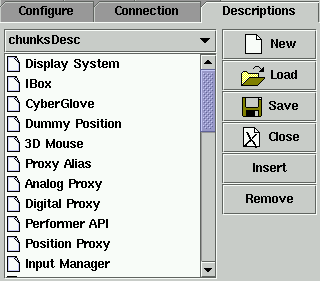 Configure Connection Descriptions
chunksDesc
Display System
IBox
CyberGlove
Dummy Position
3D Mouse
Proxy Alias
Analog Proxy
Digital Proxy
Performer API
Position Proxy
Input Manager
New
Load
Save
Close
Insert
Remove